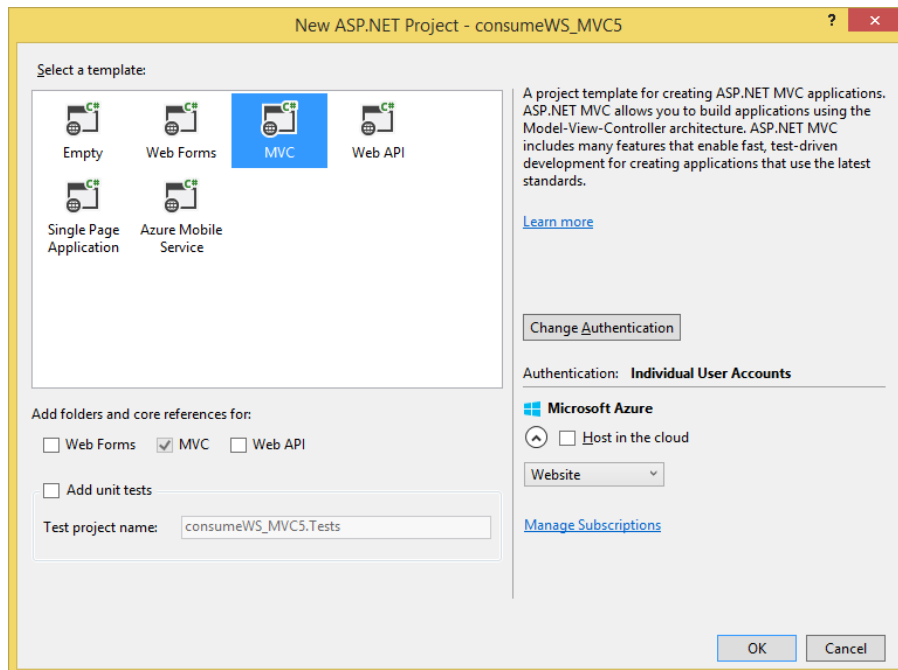 New ASP.NET Project - consumeWS_MVC5
?
Select a template:
C#
C#
C#
C#
Empty
Web Forms
MVC
Web API
C#
C#
Single Page
Application
Azure Mobile
Service
A project template for creating ASP.NET MVC applications.
ASP.NET MVC allows you to build applications using the
Model-View-Controller architecture. ASP.NET MVC
includes many features that enable fast, test-driven
development for creating applications that use the latest
standards.
Learn more
Change Authentication
Authentication: Individual User Accounts
Microsoft Azure
Host in the cloud
Website
Manage Subscriptions
Add folders and core references for:
Web Forms
MVC
Web API
Add unit tests
Test project name:
consumeWS_MVC5.Tests
OK
Cancel